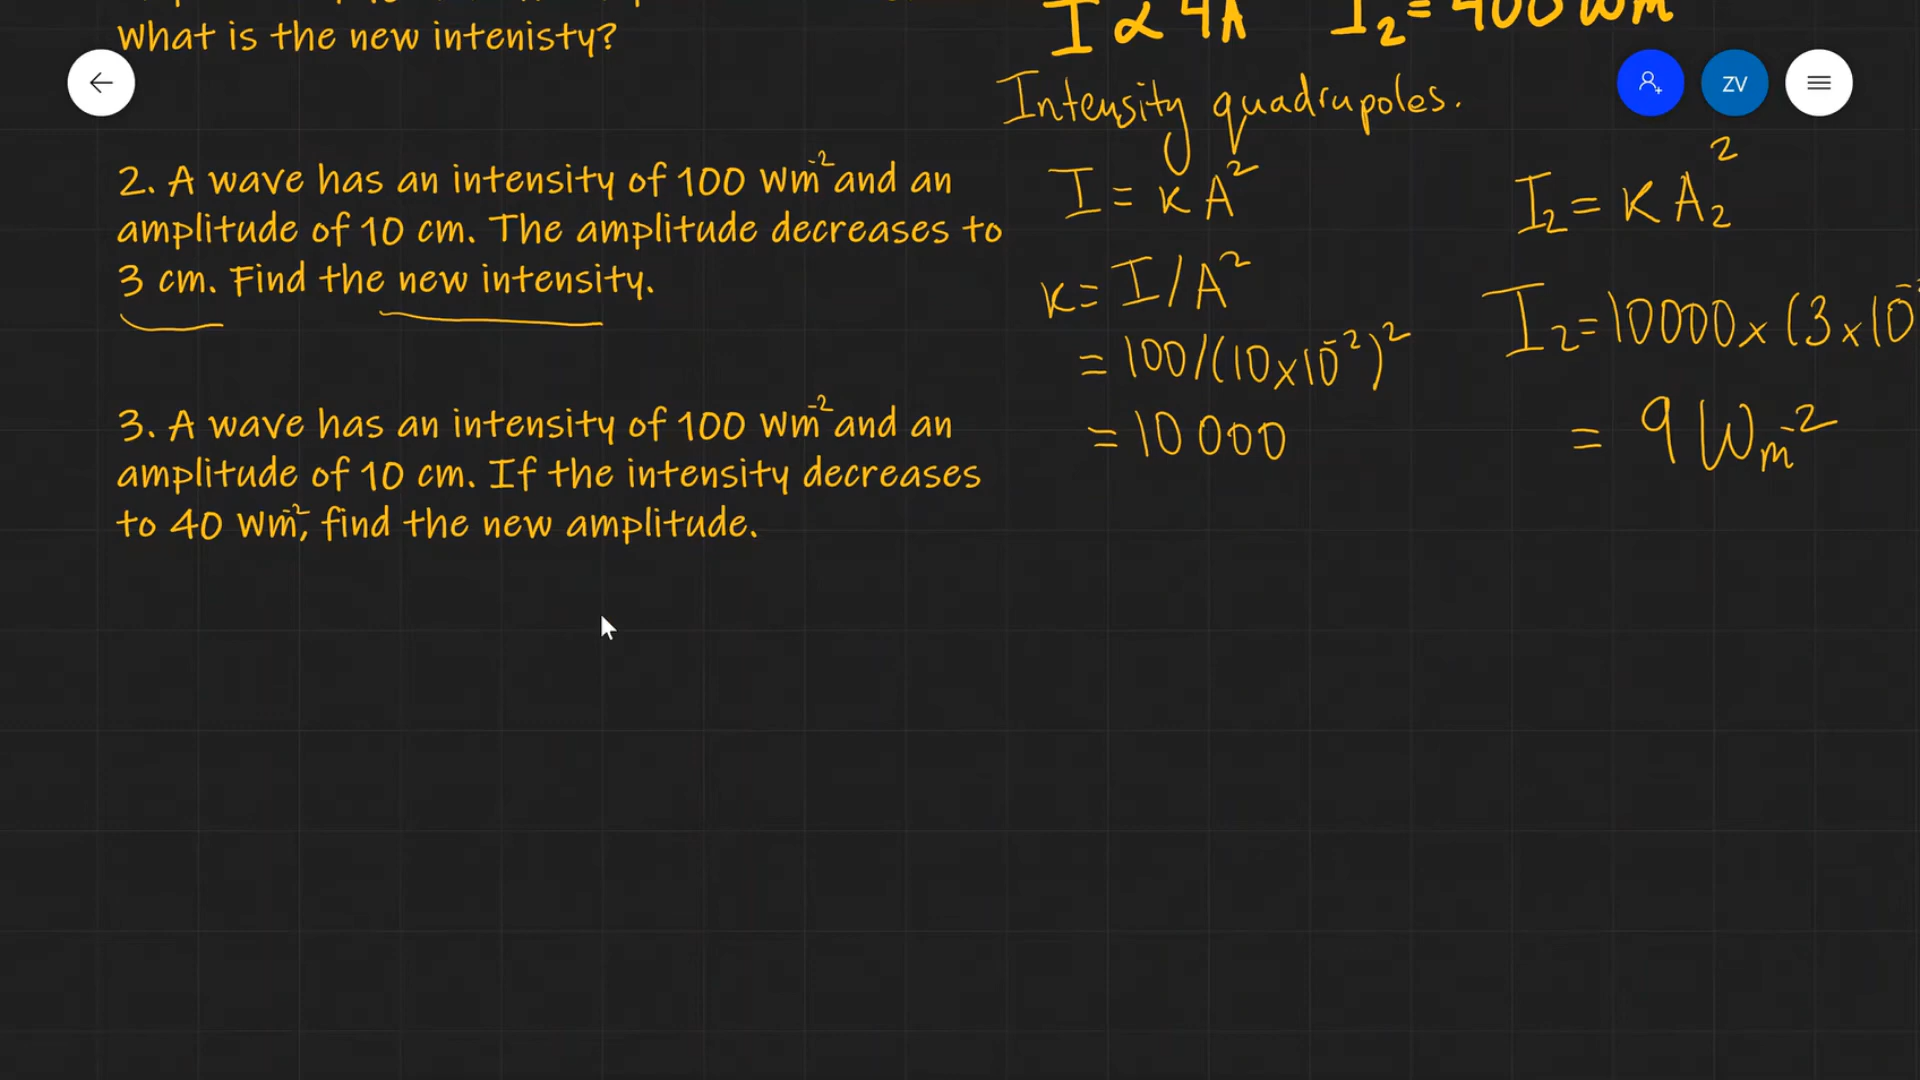 What is the new intenisty?
I ∝ 4A I₂ = 400 Wm
Intensity quadrupoles.
ZV
2. A wave has an intensity of 100 Wm⁻² and an
amplitude of 10 cm. The amplitude decreases to
3 cm. Find the new intensity.
I = κ A²
κ = I/A²
= 100/(10×10⁻²)²
= 10 000
I₂ = κ A₂²
I₂ = 10000 × (3×10⁻
= 9 Wm⁻²
3. A wave has an intensity of 100 Wm⁻² and an
amplitude of 10 cm. If the intensity decreases
to 40 Wm⁻², find the new amplitude.